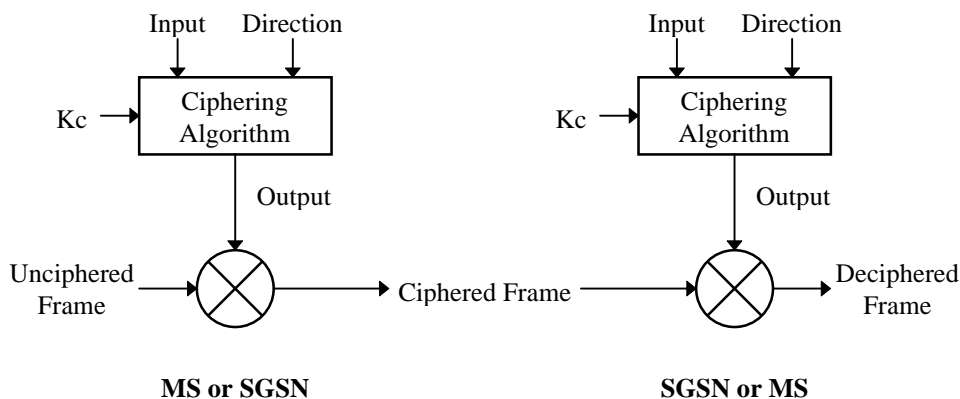 Input Direction Input Direction
Ciphering Ciphering
Kc Algorithm Kc Algorithm
Output Output
Unciphered Deciphered
Frame Ciphered Frame Frame
MS or SGSN SGSN or MS